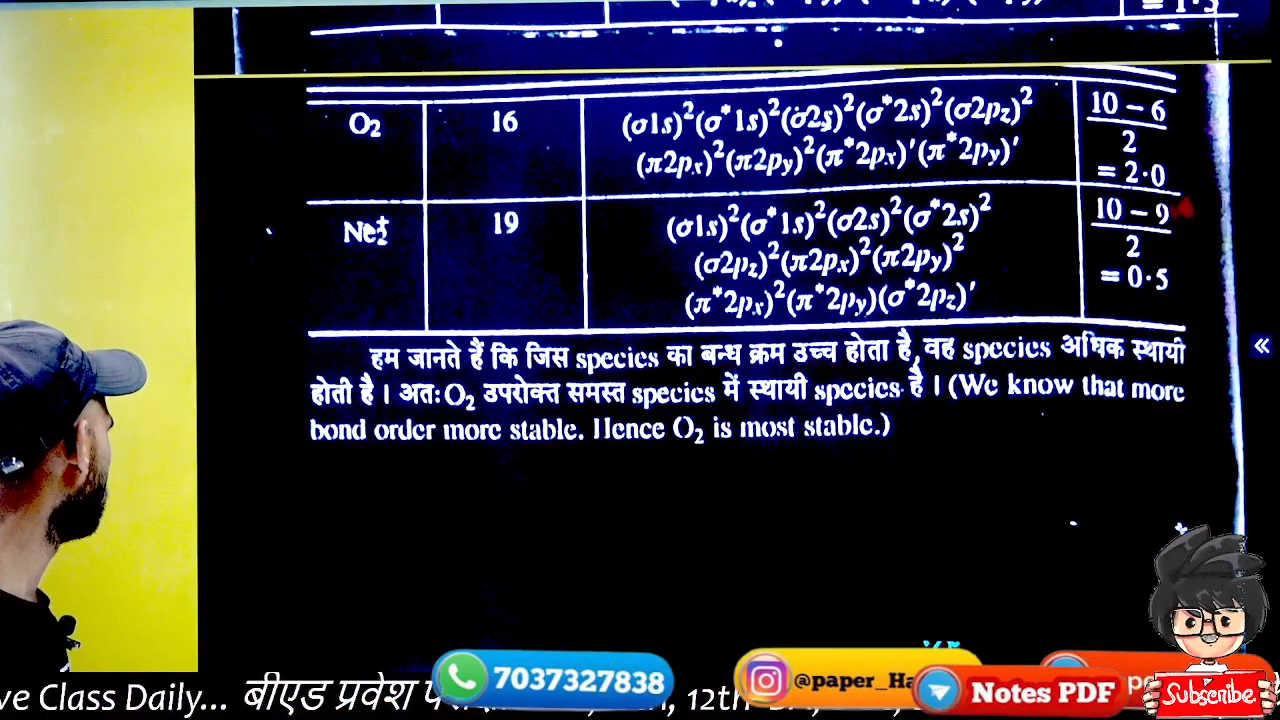 = 1·5
O₂ 16 (σ1s)²(σ*1s)²(σ2s)²(σ*2s)²(σ2pz)² 10 − 6
(π2px)²(π2py)²(π*2px)′(π*2py)′ 2
= 2·0
Ne₂⁺ 19 (σ1s)²(σ*1s)²(σ2s)²(σ*2s)² 10 − 9
(σ2pz)²(π2px)²(π2py)² 2
(π*2px)²(π*2py)(σ*2pz)′ = 0·5
हम जानते हैं कि जिस species का बन्ध क्रम उच्च होता है, वह species अधिक स्थायी
होती है। अतः O₂ उपरोक्त समस्त species में स्थायी species है। (We know that more
bond order more stable. Hence O₂ is most stable.)
«
7037327838
@paper_Ha
Notes PDF
Subscribe
ve Class Daily... बीएड प्रवेश , 12th